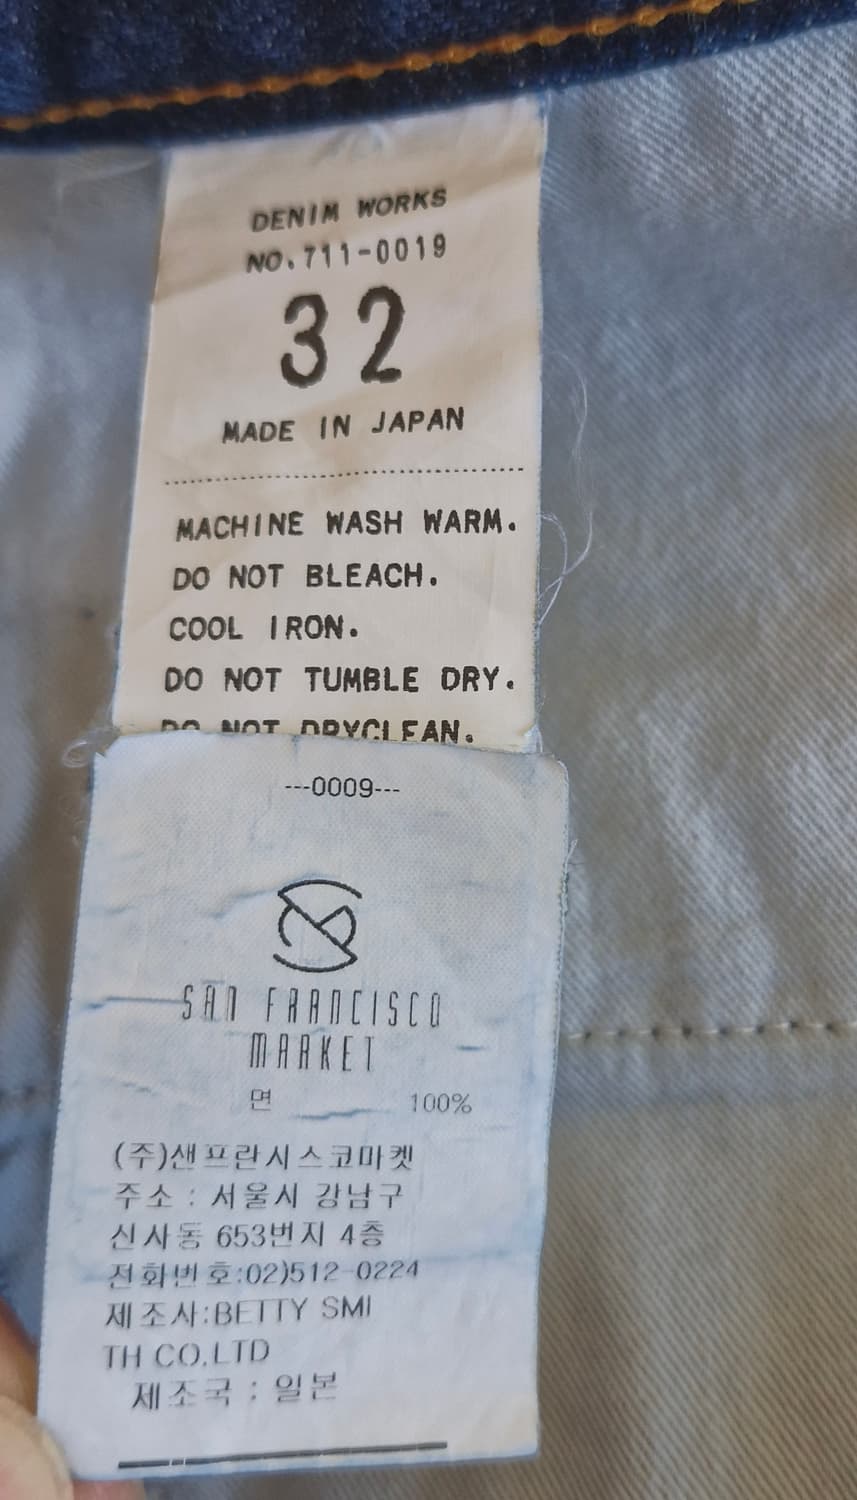 DENIM WORKS
NO.711-0019
32
MADE IN JAPAN
MACHINE WASH WARM.
DO NOT BLEACH.
COOL IRON.
DO NOT TUMBLE DRY.
DO NOT DRYCLEAN.
---0009---
SAN FRANCISCO
MARKET
면 100%
(주)샌프란시스코마켓
주소 : 서울시 강남구
신사동 653번지 4층
전화번호:02)512-0224
제조사:BETTY SMI
TH CO.LTD
제조국 : 일본